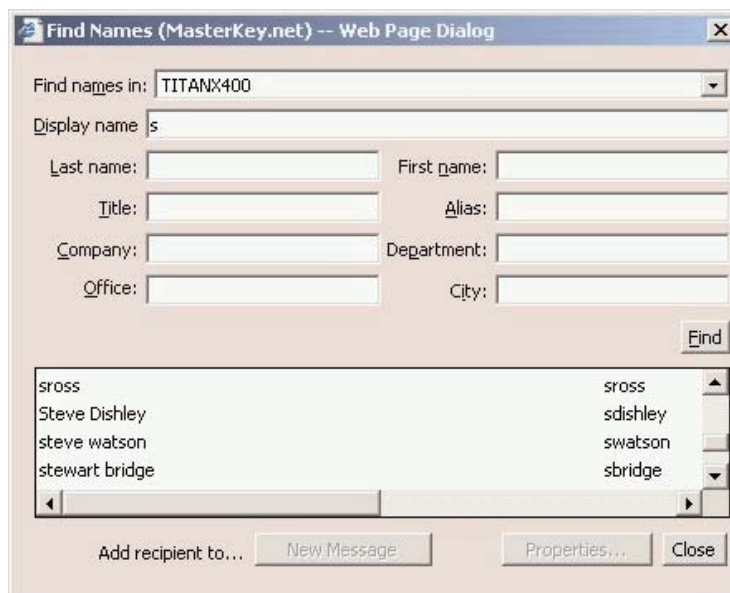 Find Names (MasterKey.net) -- Web Page Dialog
Find names in: TITANX400
Display name s
Last name: First name:
Title: Alias:
Company: Department:
Office: City:
Find
sross sross
Steve Dishley sdishley
steve watson swatson
stewart bridge sbridge
Add recipient to... New Message Properties... Close